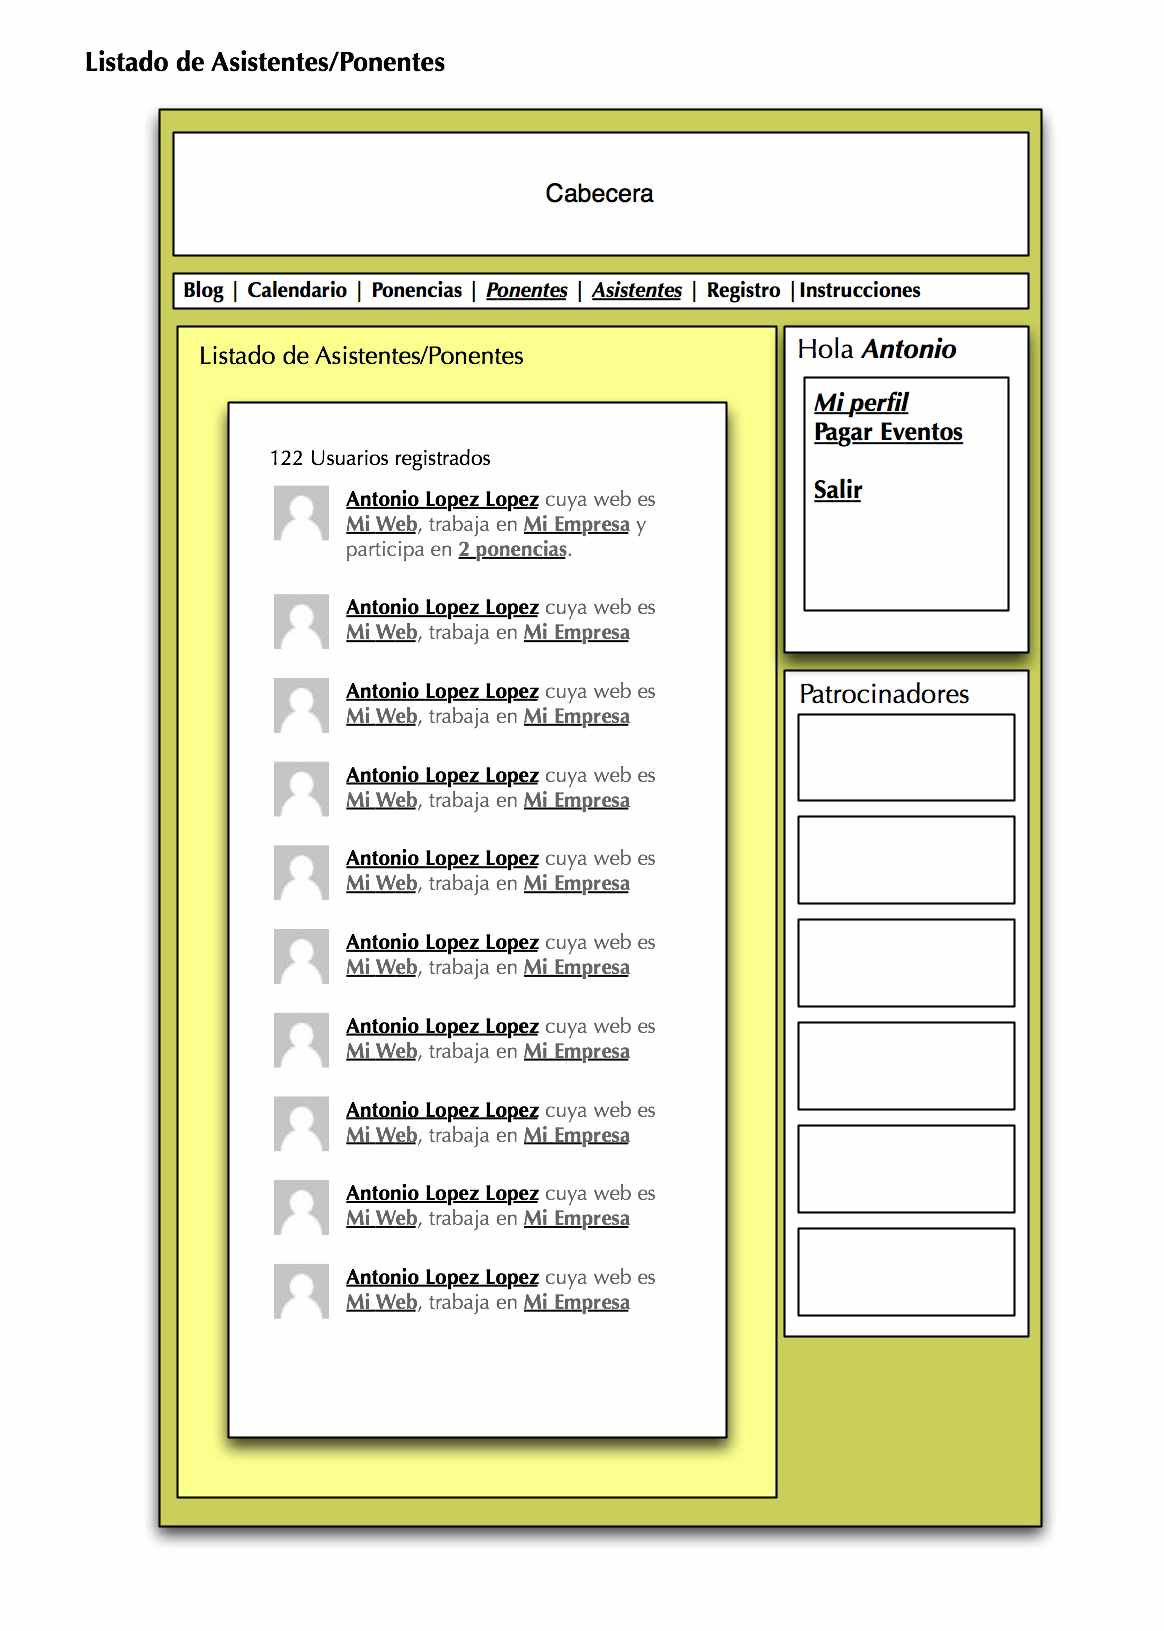 Listado de Asistentes/Ponentes
Cabecera
Blog | Calendario | Ponencias | Ponentes | Asistentes | Registro |Instrucciones
Listado de Asistentes/Ponentes
122 Usuarios registrados
Antonio Lopez Lopez cuya web es
Mi Web, trabaja en Mi Empresa y
participa en 2 ponencias.
Antonio Lopez Lopez cuya web es
Mi Web, trabaja en Mi Empresa
Antonio Lopez Lopez cuya web es
Mi Web, trabaja en Mi Empresa
Antonio Lopez Lopez cuya web es
Mi Web, trabaja en Mi Empresa
Antonio Lopez Lopez cuya web es
Mi Web, trabaja en Mi Empresa
Antonio Lopez Lopez cuya web es
Mi Web, trabaja en Mi Empresa
Antonio Lopez Lopez cuya web es
Mi Web, trabaja en Mi Empresa
Antonio Lopez Lopez cuya web es
Mi Web, trabaja en Mi Empresa
Antonio Lopez Lopez cuya web es
Mi Web, trabaja en Mi Empresa
Antonio Lopez Lopez cuya web es
Mi Web, trabaja en Mi Empresa
Hola Antonio
Mi perfil
Pagar Eventos
Salir
Patrocinadores